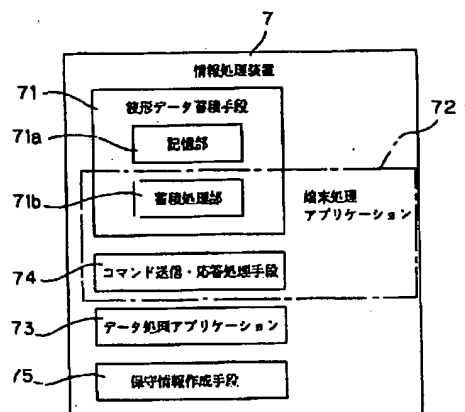 7
情報処理装置
71
波形データ蓄積手段
72
71a
記憶部
71b
蓄積処理部
端末処理
アプリケーション
74
コマンド送信・応答処理手段
73
データ処理アプリケーション
75
保守情報作成手段